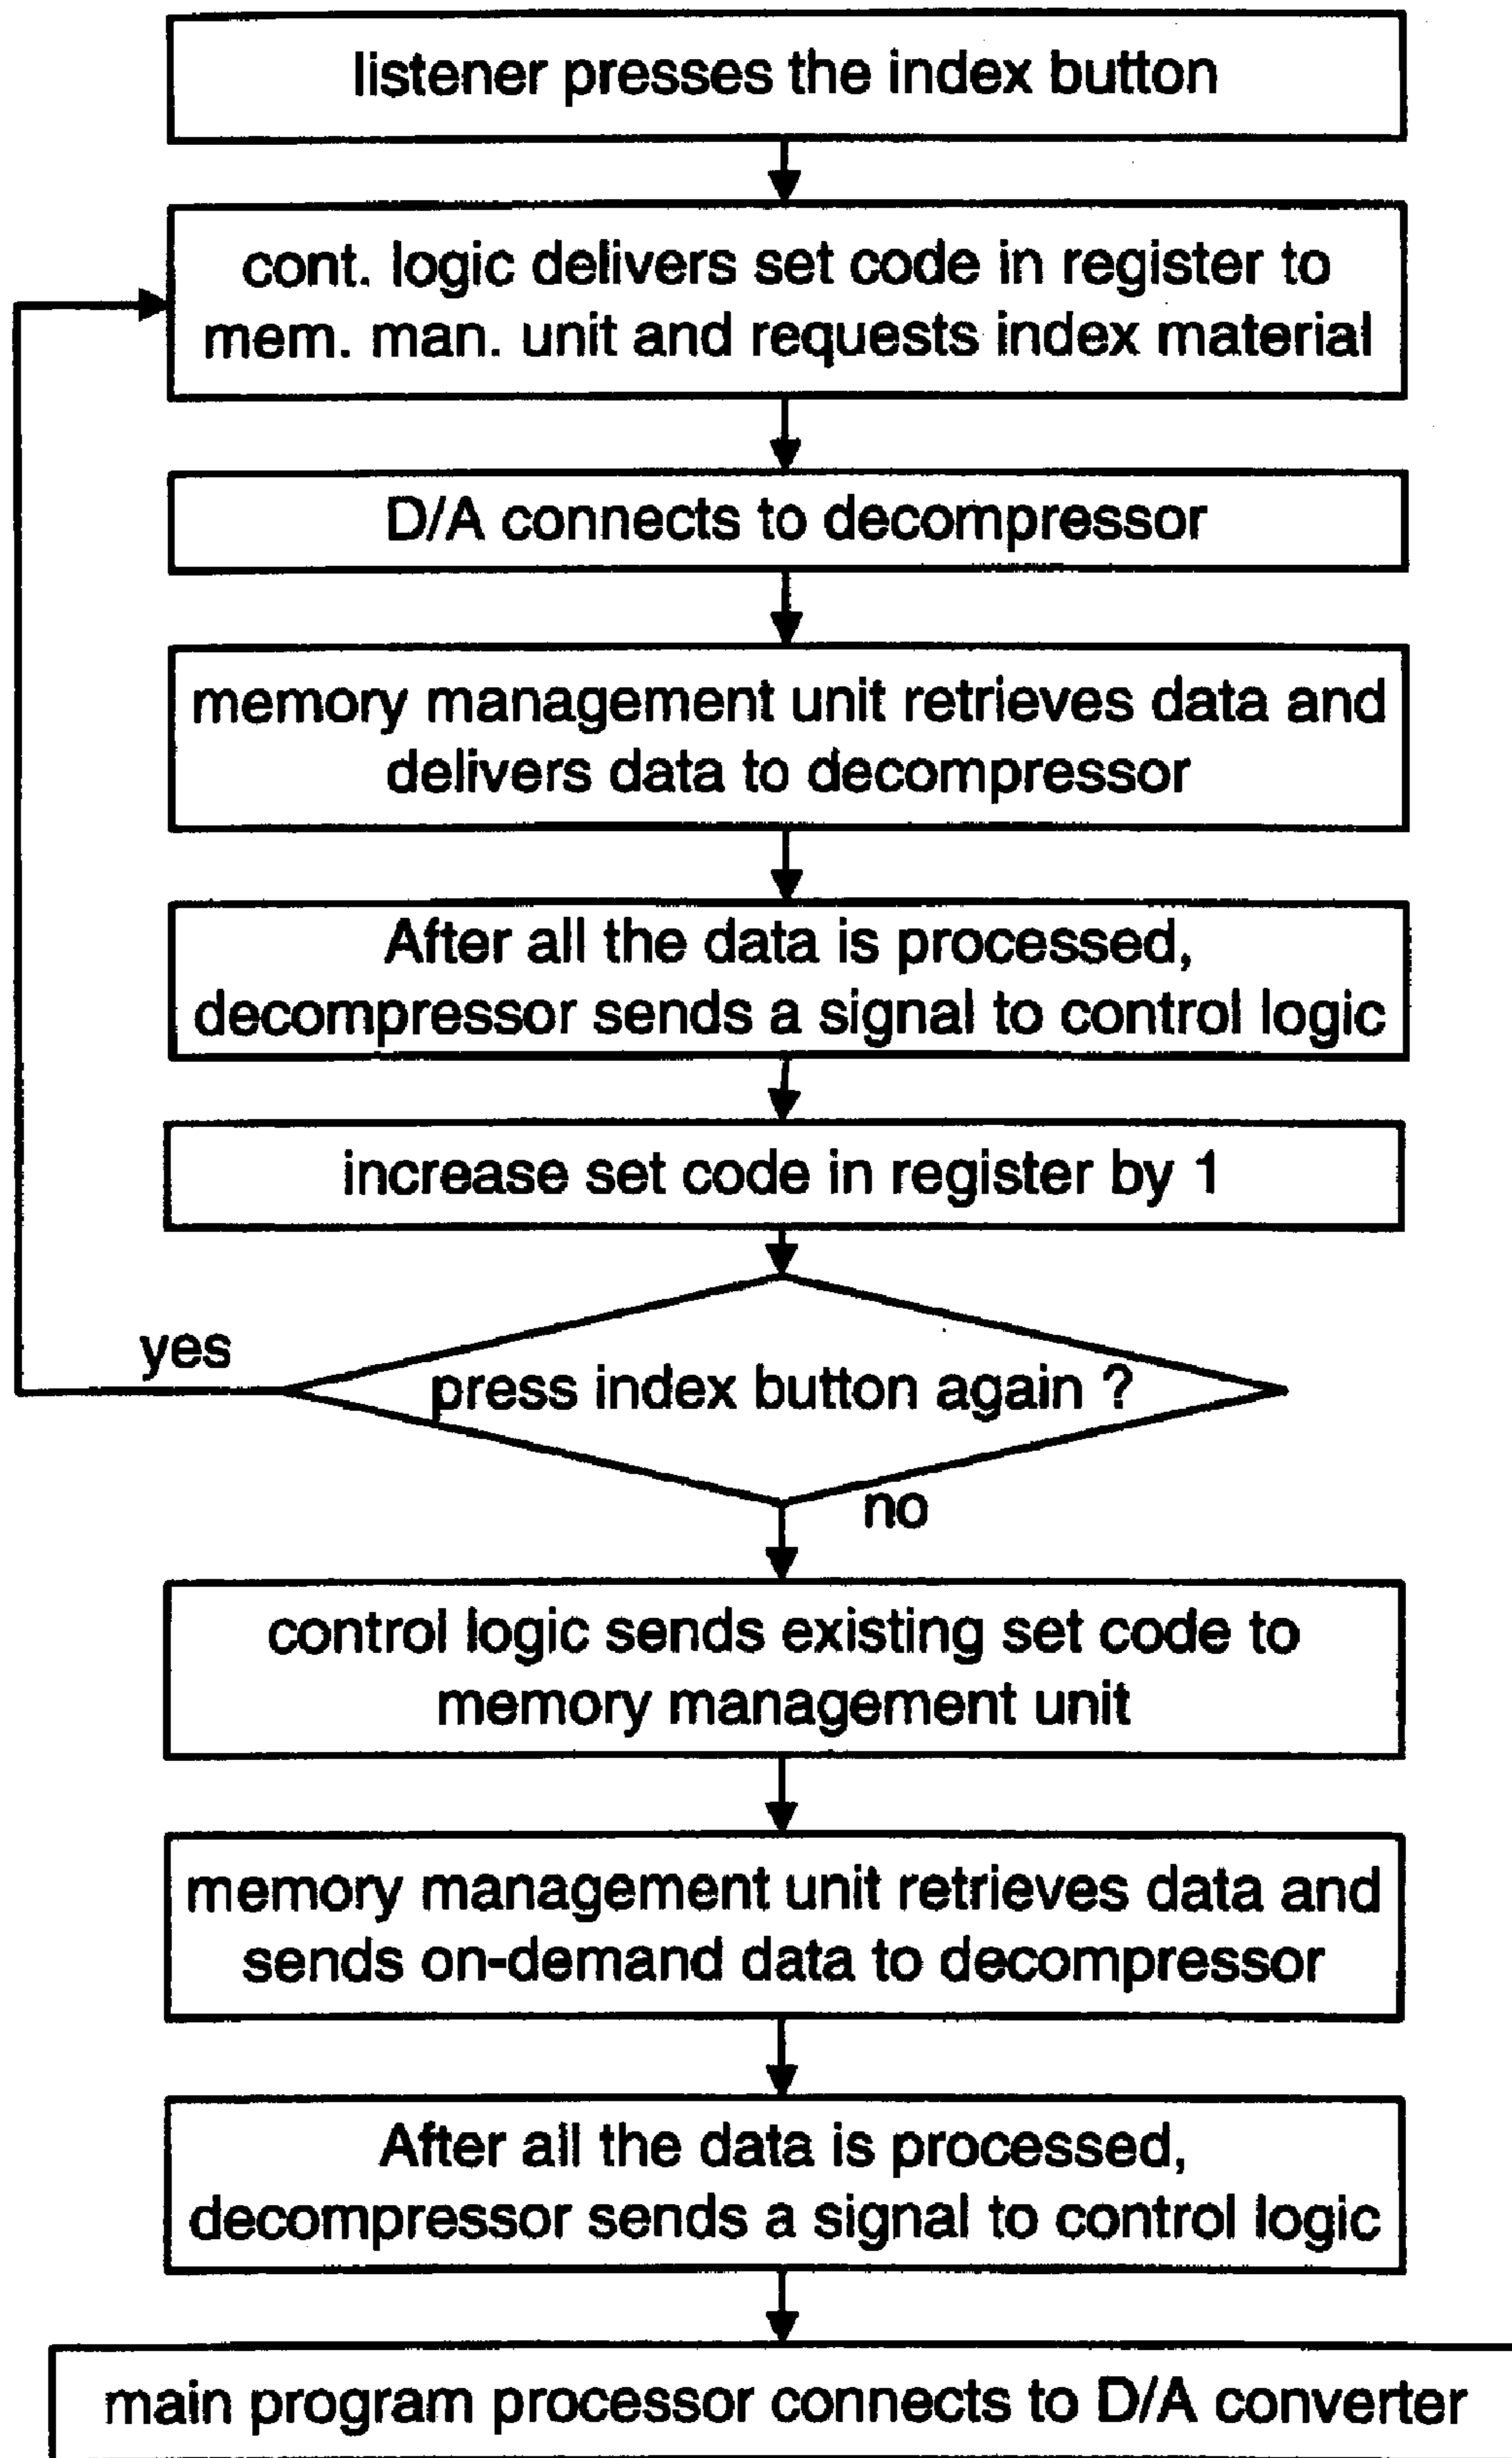 listener presses the index button
cont. logic delivers set code in register to
mem. man. unit and requests index material
D/A connects to decompressor
memory management unit retrieves data and
delivers data to decompressor
After all the data is processed,
decompressor sends a signal to control logic
increase set code in register by 1
yes
press index button again ?
no
control logic sends existing set code to
memory management unit
memory management unit retrieves data and
sends on-demand data to decompressor
After all the data is processed,
decompressor sends a signal to control logic
main program processor connects to D/A converter